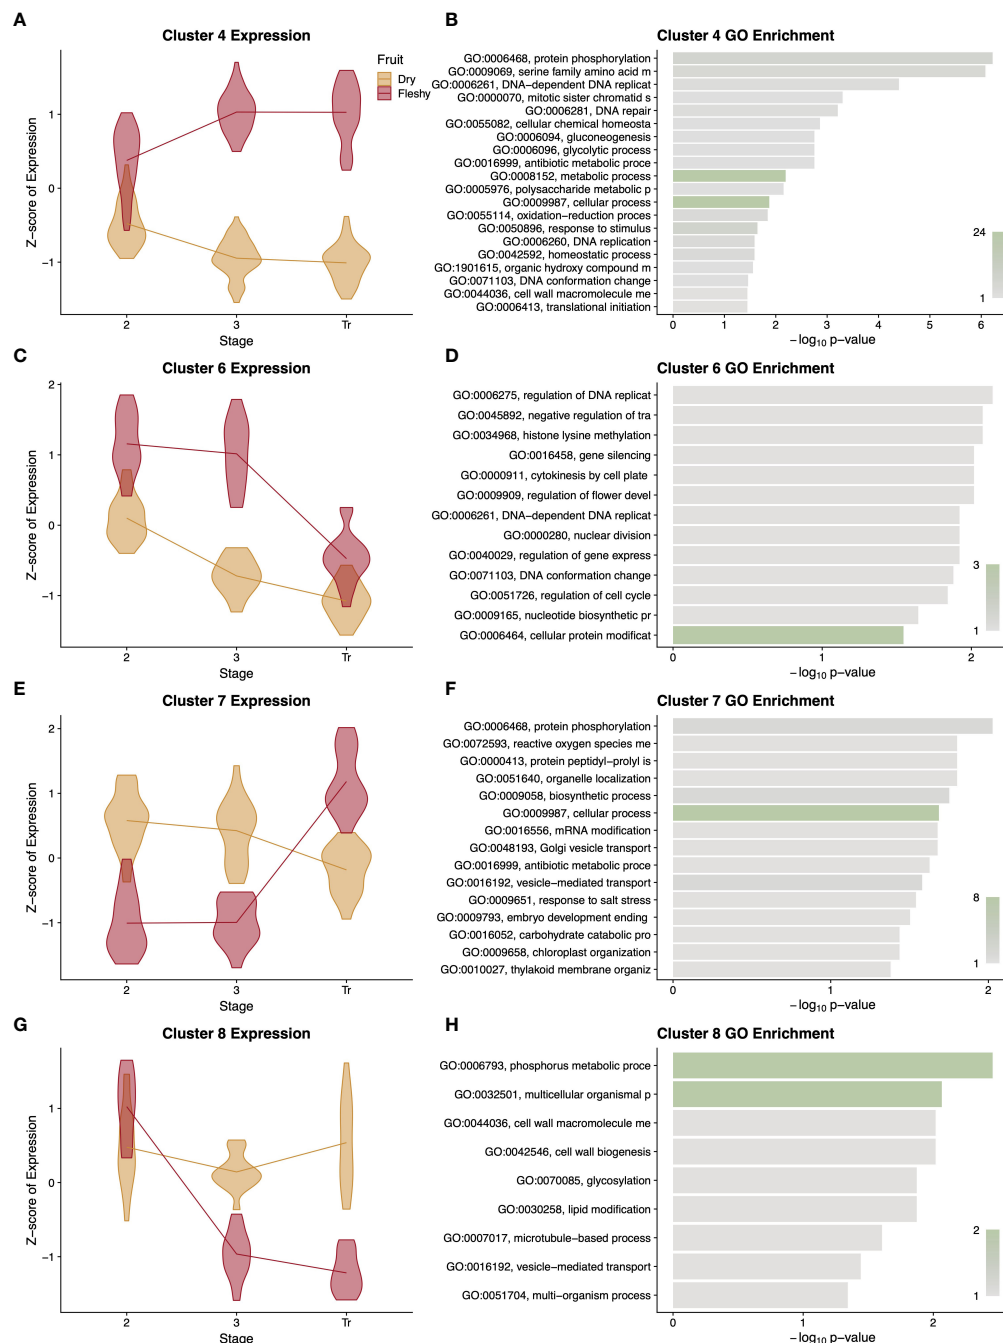 A
Cluster 4 Expression
Z−score of Expression
1
0
−1
2
3
Tr
Stage
Fruit
Dry
Fleshy
B
Cluster 4 GO Enrichment
GO:0006468, protein phosphorylation
GO:0009069, serine family amino acid m
GO:0006261, DNA−dependent DNA replicat
GO:0000070, mitotic sister chromatid s
GO:0006281, DNA repair
GO:0055082, cellular chemical homeosta
GO:0006094, gluconeogenesis
GO:0006096, glycolytic process
GO:0016999, antibiotic metabolic proce
GO:0008152, metabolic process
GO:0005976, polysaccharide metabolic p
GO:0009987, cellular process
GO:0055114, oxidation−reduction proces
GO:0050896, response to stimulus
GO:0006260, DNA replication
GO:0042592, homeostatic process
GO:1901615, organic hydroxy compound m
GO:0071103, DNA conformation change
GO:0044036, cell wall macromolecule me
GO:0006413, translational initiation
24
1
0 1 2 3 4 5 6
−log10 p−value
C
Cluster 6 Expression
Z−score of Expression
2
1
0
−1
2
3
Tr
Stage
D
Cluster 6 GO Enrichment
GO:0006275, regulation of DNA replicat
GO:0045892, negative regulation of tra
GO:0034968, histone lysine methylation
GO:0016458, gene silencing
GO:0000911, cytokinesis by cell plate
GO:0009909, regulation of flower devel
GO:0006261, DNA−dependent DNA replicat
GO:0000280, nuclear division
GO:0040029, regulation of gene express
GO:0071103, DNA conformation change
GO:0051726, regulation of cell cycle
GO:0009165, nucleotide biosynthetic pr
GO:0006464, cellular protein modificat
3
1
0 1 2
−log10 p−value
E
Cluster 7 Expression
Z−score of Expression
2
1
0
−1
2
3
Tr
Stage
F
Cluster 7 GO Enrichment
GO:0006468, protein phosphorylation
GO:0072593, reactive oxygen species me
GO:0000413, protein peptidyl−prolyl is
GO:0051640, organelle localization
GO:0009058, biosynthetic process
GO:0009987, cellular process
GO:0016556, mRNA modification
GO:0048193, Golgi vesicle transport
GO:0016999, antibiotic metabolic proce
GO:0016192, vesicle−mediated transport
GO:0009651, response to salt stress
GO:0009793, embryo development ending
GO:0016052, carbohydrate catabolic pro
GO:0009658, chloroplast organization
GO:0010027, thylakoid membrane organiz
8
1
0 1 2
−log10 p−value
G
Cluster 8 Expression
Z−score of Expression
1
0
−1
2
3
Tr
Stage
H
Cluster 8 GO Enrichment
GO:0006793, phosphorus metabolic proce
GO:0032501, multicellular organismal p
GO:0044036, cell wall macromolecule me
GO:0042546, cell wall biogenesis
GO:0070085, glycosylation
GO:0030258, lipid modification
GO:0007017, microtubule−based process
GO:0016192, vesicle−mediated transport
GO:0051704, multi−organism process
2
1
0 1 2
−log10 p−value